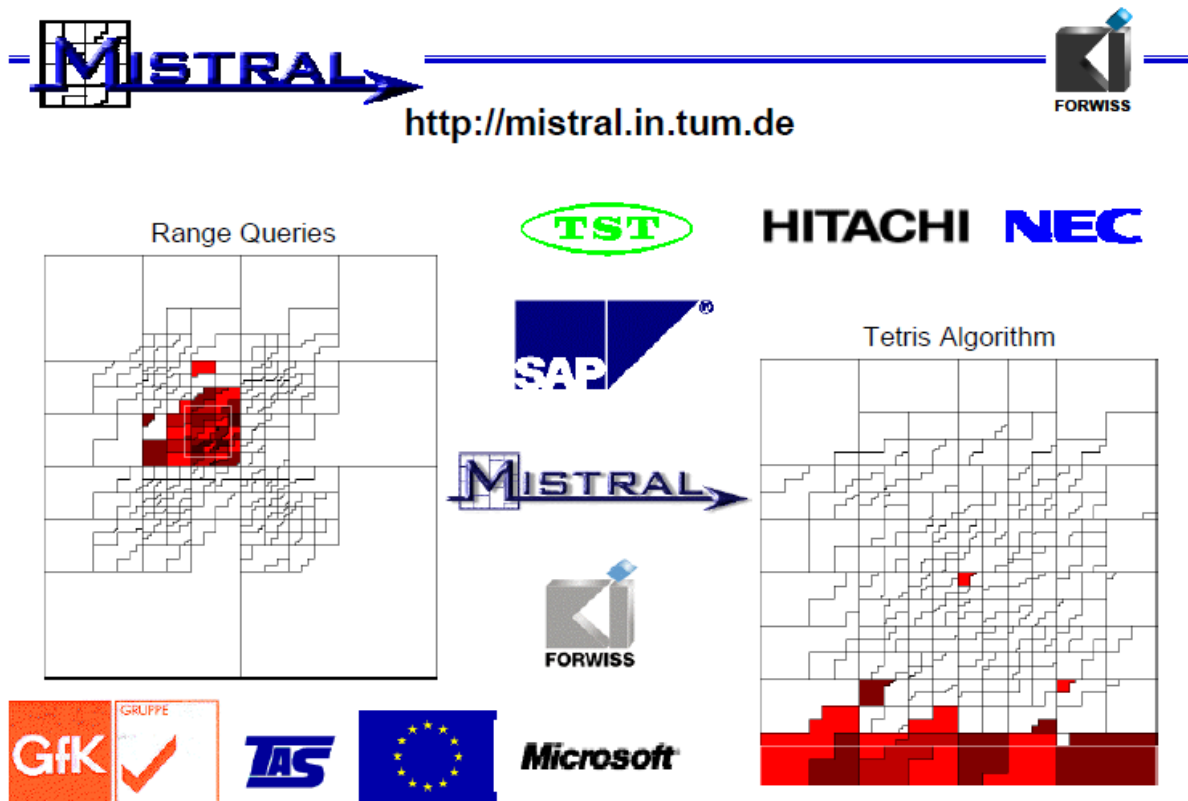 MISTRAL
FORWISS
http://mistral.in.tum.de
Range Queries
TST
HITACHI
NEC
SAP
®
Tetris Algorithm
MISTRAL
FORWISS
GfK
GRUPPE
TAS
Microsoft